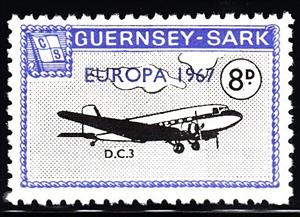 C S
GUERNSEY-SARK
EUROPA 1967
8D
D.C.3